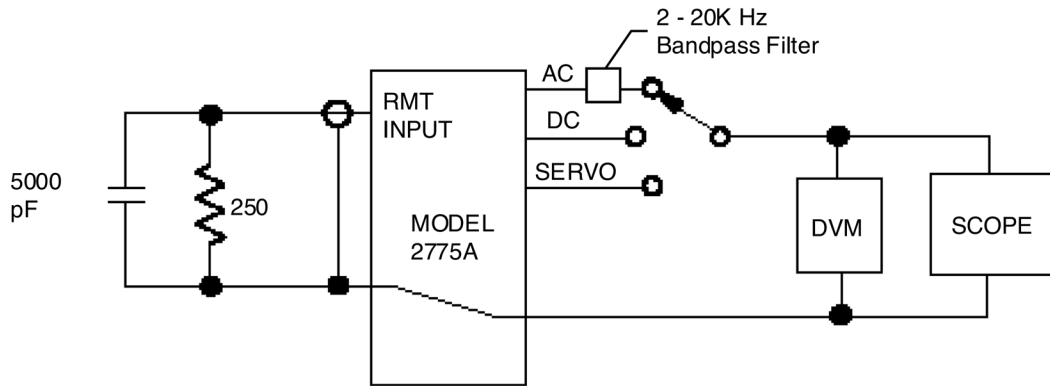 2 - 20K Hz
Bandpass Filter
AC
RMT
INPUT
DC
5000
pF
SERVO
250
MODEL
2775A
DVM
SCOPE